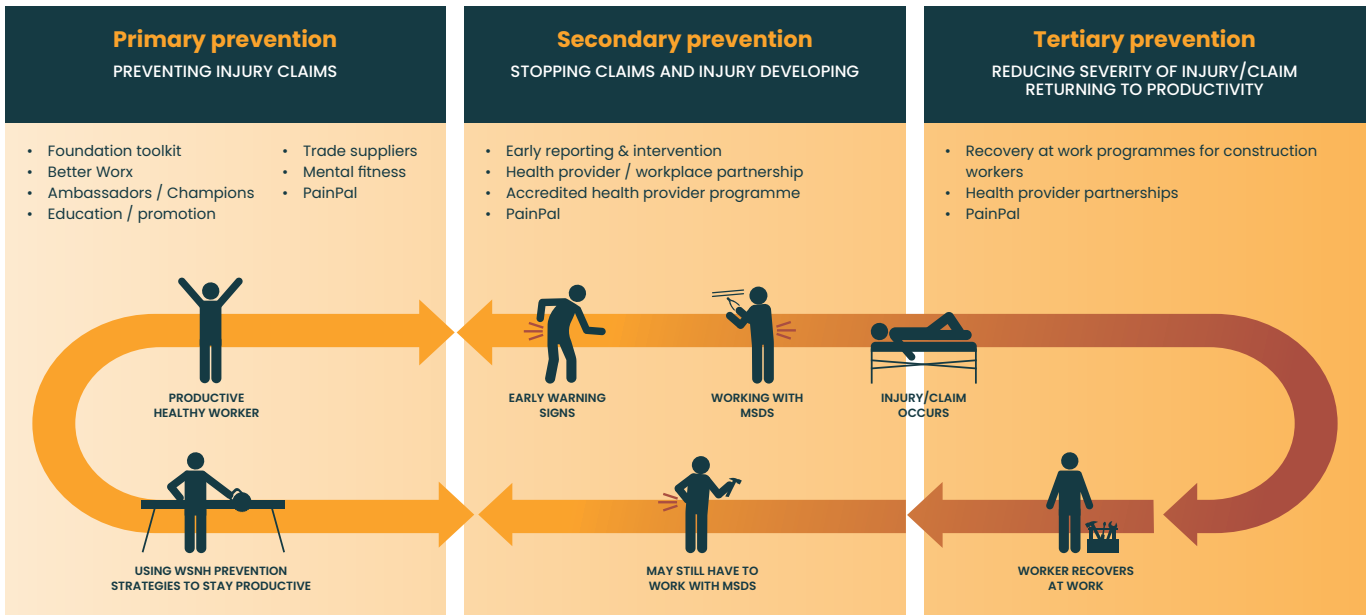 Primary prevention
PREVENTING INJURY CLAIMS
• Foundation toolkit
• Better Worx
• Ambassadors / Champions
• Education / promotion
• Trade suppliers
• Mental fitness
• PainPal
PRODUCTIVE
HEALTHY WORKER
USING WSNH PREVENTION
STRATEGIES TO STAY PRODUCTIVE
Secondary prevention
STOPPING CLAIMS AND INJURY DEVELOPING
• Early reporting & intervention
• Health provider / workplace partnership
• Accredited health provider programme
• PainPal
EARLY WARNING
SIGNS
WORKING WITH
MSDS
INJURY/CLAIM
OCCURS
MAY STILL HAVE TO
WORK WITH MSDS
Tertiary prevention
REDUCING SEVERITY OF INJURY/CLAIM
RETURNING TO PRODUCTIVITY
• Recovery at work programmes for construction
workers
• Health provider partnerships
• PainPal
WORKER RECOVERS
AT WORK